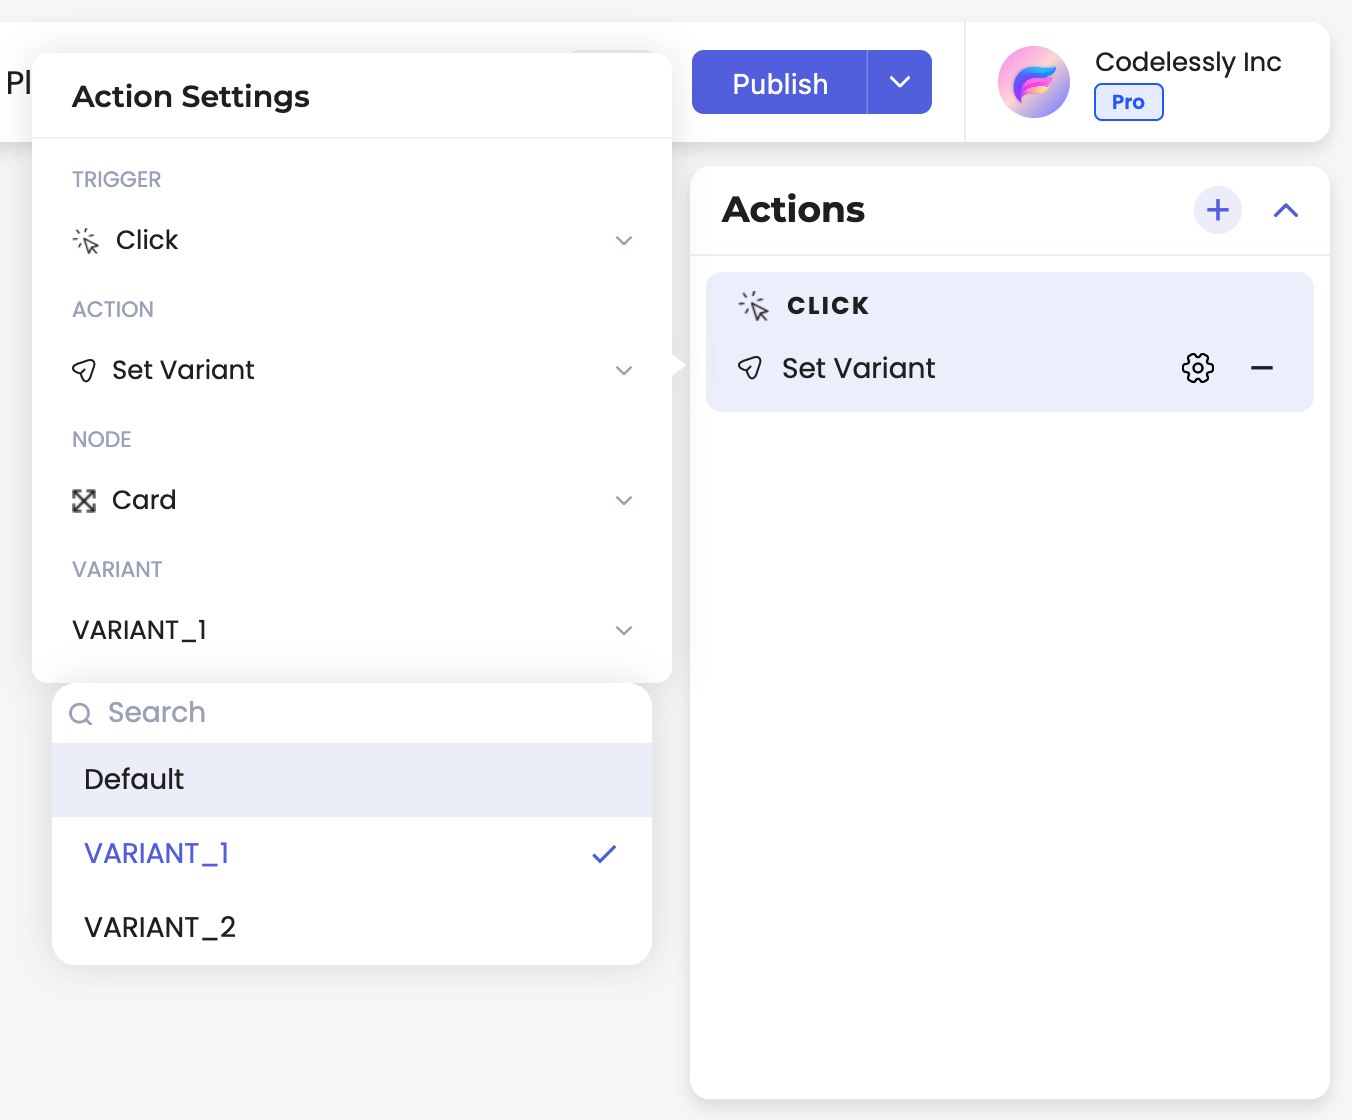 Pl
Publish
Codelessly Inc
Pro
Action Settings
TRIGGER
Click
ACTION
Set Variant
NODE
Card
VARIANT
VARIANT_1
Search
Default
VARIANT_1
VARIANT_2
Actions
CLICK
Set Variant